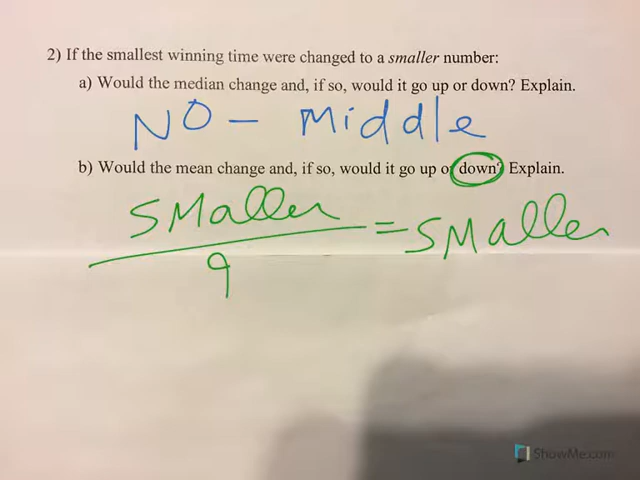 2) If the smallest winning time were changed to a smaller number:
a) Would the median change and, if so, would it go up or down? Explain.
NO - Middle
b) Would the mean change and, if so, would it go up or down? Explain.
SMaller
9
= SMaller
ShowMe.com